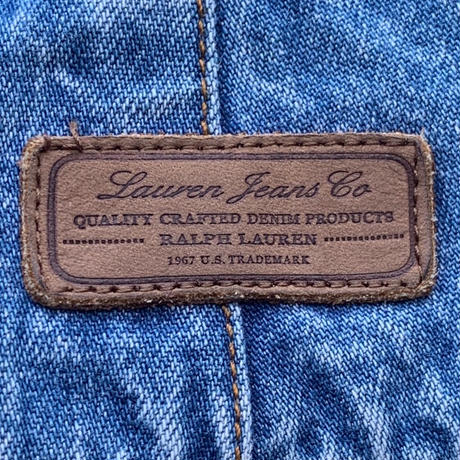 Lauren Jeans Co
QUALITY CRAFTED DENIM PRODUCTS
RALPH LAUREN
1967 U.S. TRADEMARK